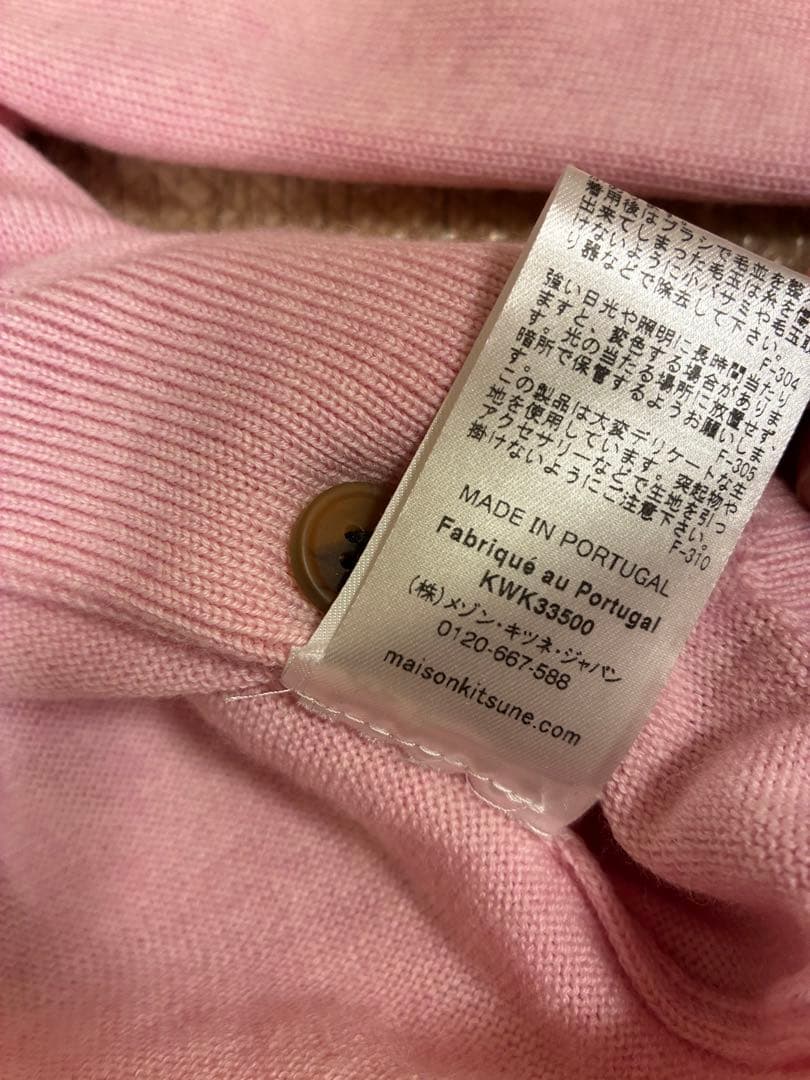 着用後はブラシで毛並を整
出来てしまった毛玉は糸を
けないように小バサミや毛玉取
り器などで除去して下さい。
F-304
強い日光や照明に長時間当たり
ますと、変色する場合がありま
す。光の当たる場所に放置せず
暗所で保管するようお願いしま
す。
F-305
この製品は大変デリケートな生
地を使用しています。突起物や
アクセサリーなどで生地を引っ
掛けないようにご注意下さい。
F-310
MADE IN PORTUGAL
Fabriqué au Portugal
KWK33500
(株)メゾン・キツネ・ジャパン
0120-667-588
maisonkitsune.com